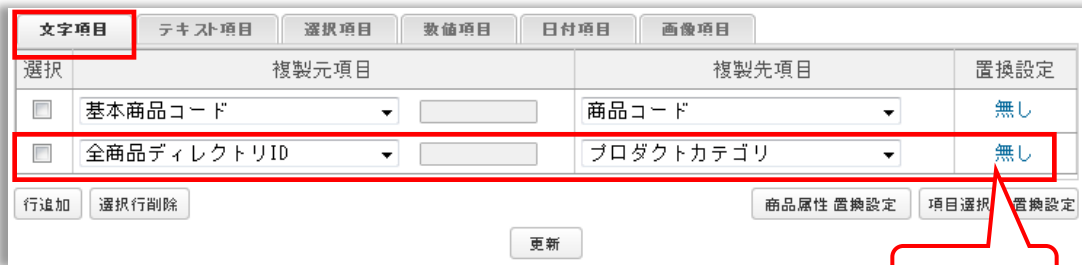 文字項目 テキスト項目 選択項目 数値項目 日付項目 画像項目
選択 複製元項目 複製先項目 置換設定
基本商品コード 商品コード 無し
全商品ディレクトリID プロダクトカテゴリ 無し
行追加 選択行削除 商品属性 置換設定 項目選択 置換設定
更新